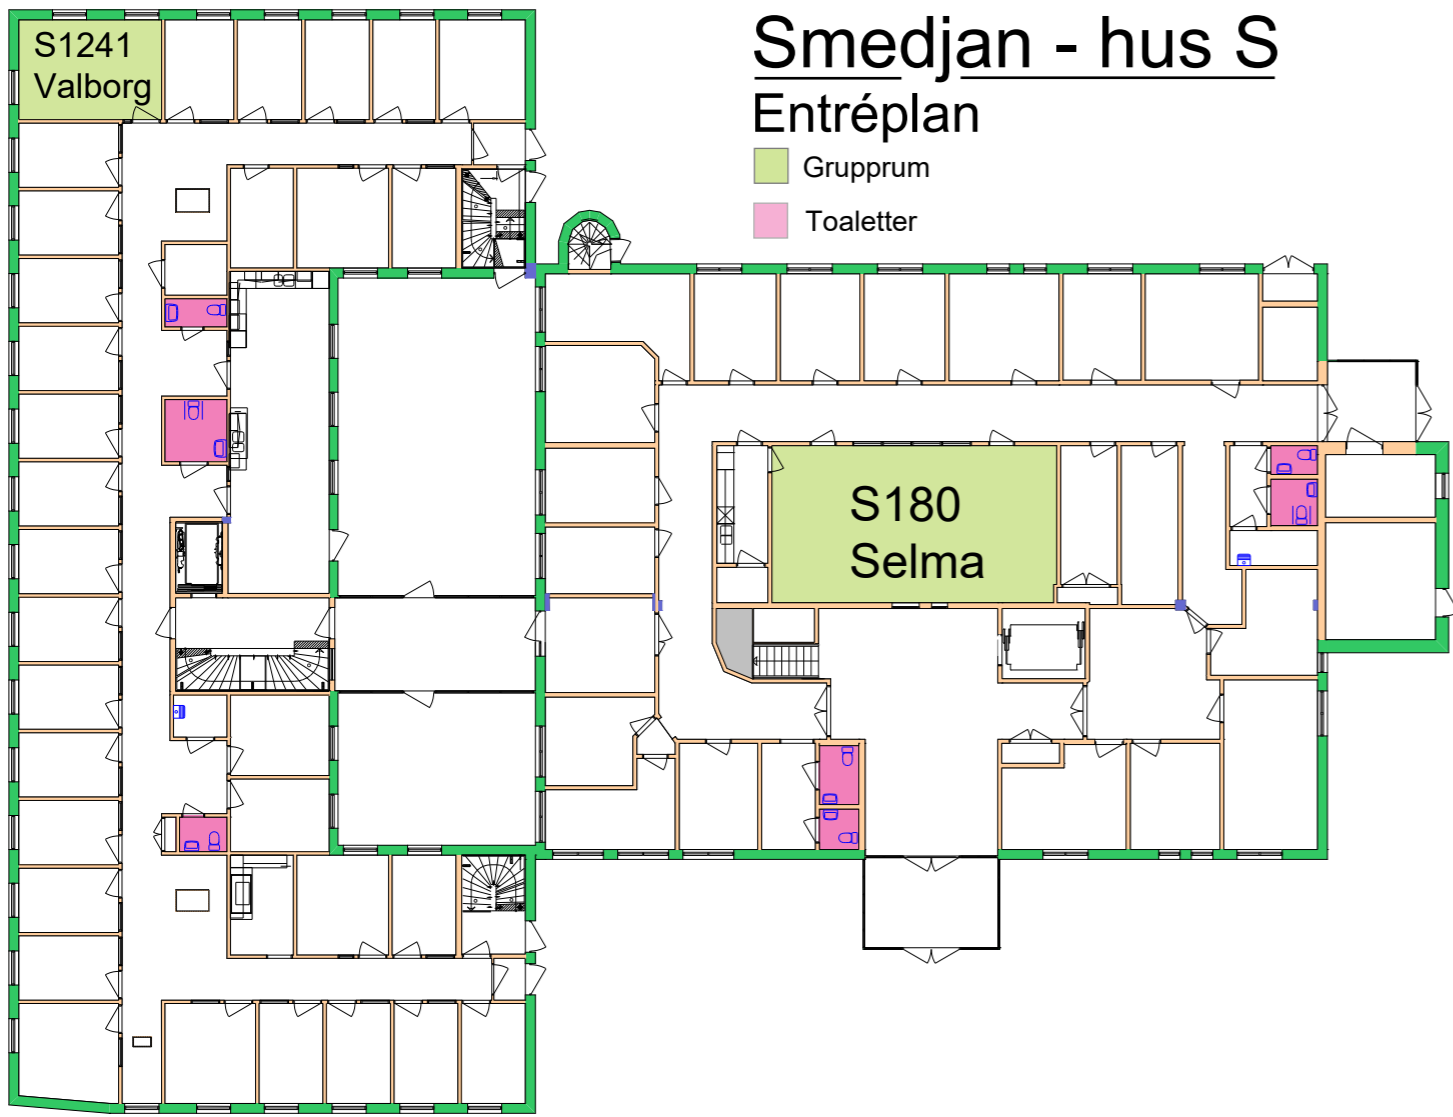 Smedjan - hus S
Entréplan
Grupprum
Toaletter
S1241
Valborg
S180
Selma